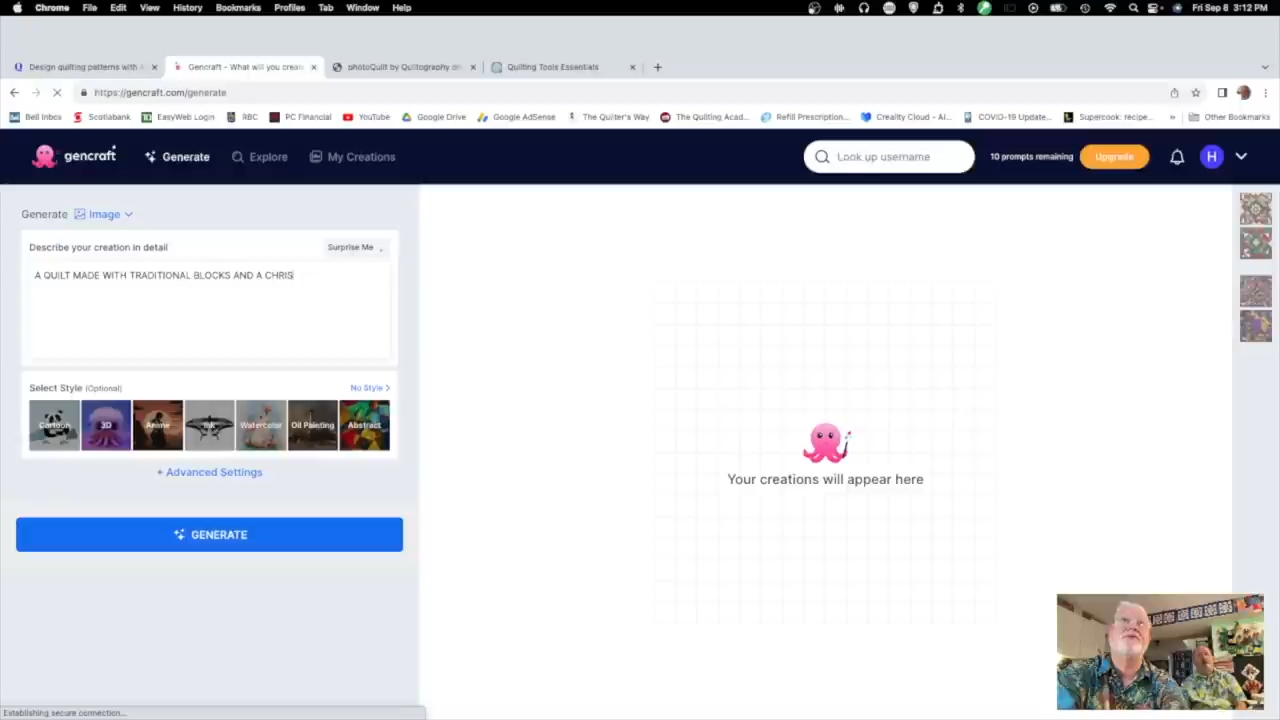 Chrome File Edit View History Bookmarks Profiles Tab Window Help Fri Sep 8 3:12 PM
Design quilting patterns with Gencraft - What will you create photoQuilt by Quiltography Quilting Tools Essentials
https://gencraft.com/generate
Bell Inbox Scotiabank EasyWeb Login RBC PC Financial YouTube Google Drive Google AdSense The Quilter's Way The Quilting Acad... Refill Prescription... Creality Cloud - Al... COVID-19 Update... Supercook: recipe... » Other Bookmarks
gencraft Generate Explore My Creations Look up username 10 prompts remaining Upgrade H
Generate Image
Describe your creation in detail Surprise Me
A QUILT MADE WITH TRADITIONAL BLOCKS AND A CHRIS
Select Style (Optional) No Style >
Cartoon 3D Anime Ink Watercolor Oil Painting Abstract
+ Advanced Settings
GENERATE
Your creations will appear here
Establishing secure connection...